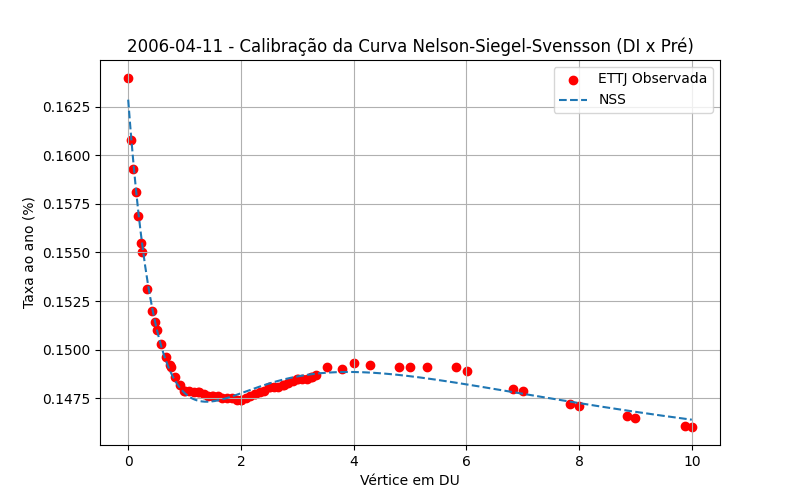 2006-04-11 - Calibração da Curva Nelson-Siegel-Svensson (DI x Pré)
ETTJ Observada
NSS
Taxa ao ano (%)
0.1625
0.1600
0.1575
0.1550
0.1525
0.1500
0.1475
0 2 4 6 8 10
Vértice em DU